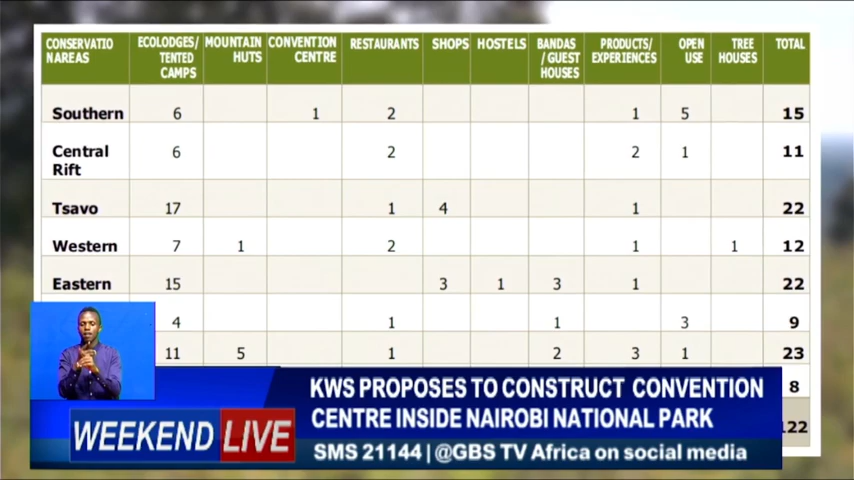 CONSERVATIO NAREAS ECOLODGES/ TENTED CAMPS MOUNTAIN HUTS CONVENTION CENTRE RESTAURANTS SHOPS HOSTELS BANDAS / GUEST HOUSES PRODUCTS/ EXPERIENCES OPEN USE TREE HOUSES TOTAL
Southern 6 1 2 1 5 15
Central Rift 6 2 2 1 11
Tsavo 17 1 4 1 22
Western 7 1 2 1 1 12
Eastern 15 3 1 3 1 22
4 1 1 3 9
11 5 1 2 3 1 23
8
122
KWS PROPOSES TO CONSTRUCT CONVENTION
CENTRE INSIDE NAIROBI NATIONAL PARK
WEEKEND LIVE
SMS 21144 | @GBS TV Africa on social media